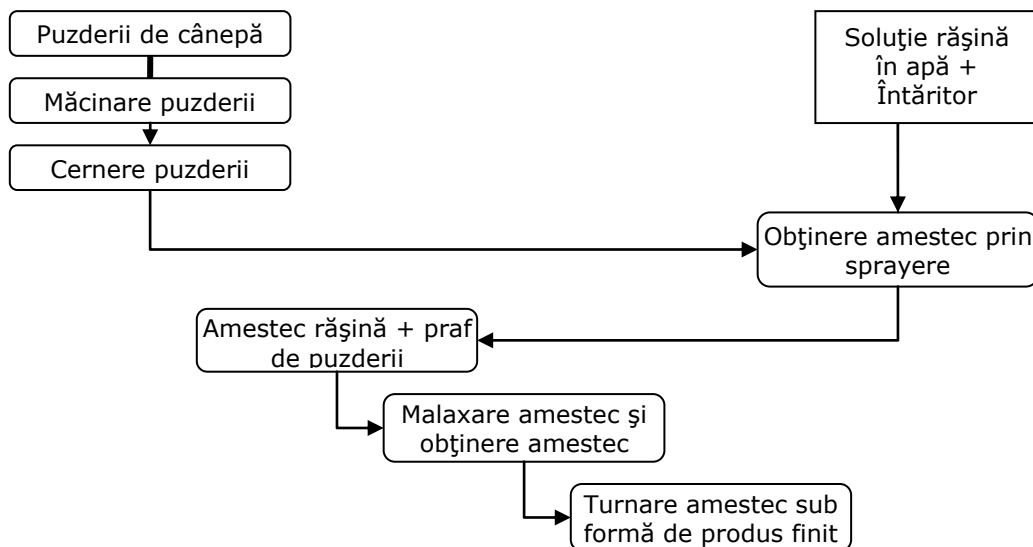 Puzderii de cânepă
Măcinare puzderii
Cernere puzderii
Soluţie răşină
în apă +
Întăritor
Obţinere amestec prin
sprayere
Amestec răşină + praf
de puzderii
Malaxare amestec şi
obţinere amestec
Turnare amestec sub
formă de produs finit